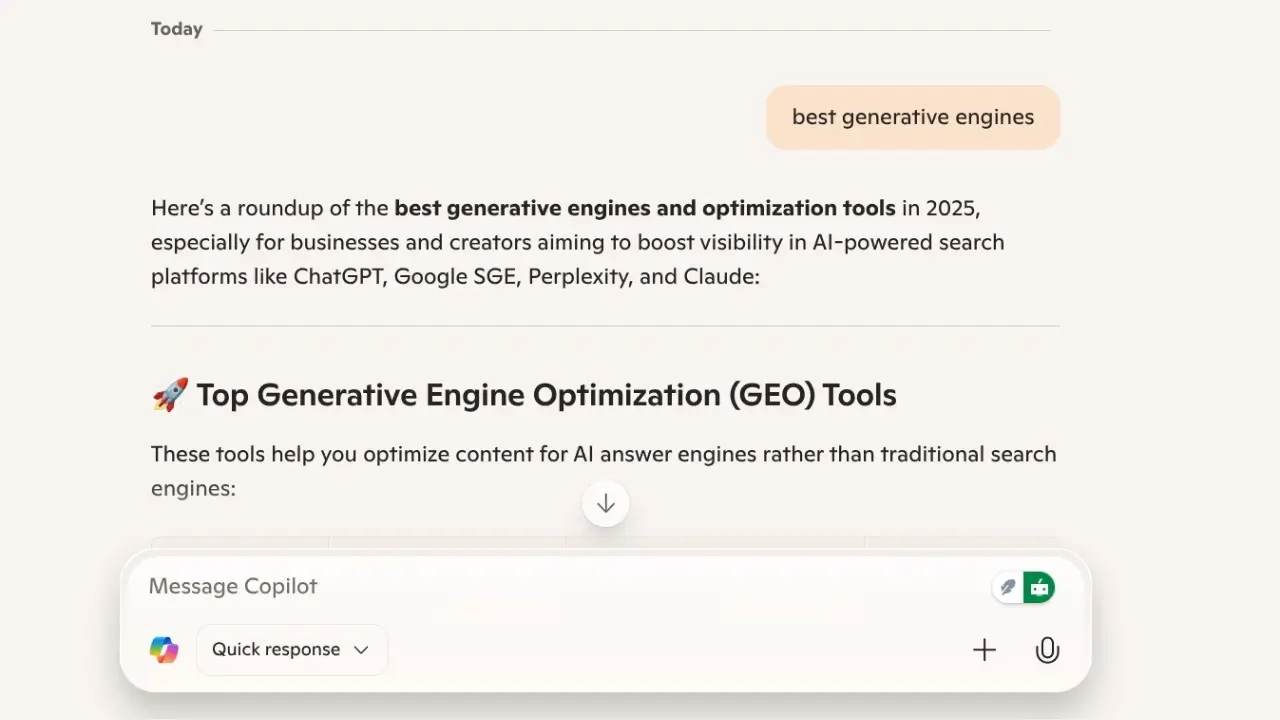 Today
best generative engines
Here’s a roundup of the best generative engines and optimization tools in 2025,
especially for businesses and creators aiming to boost visibility in AI-powered search
platforms like ChatGPT, Google SGE, Perplexity, and Claude:
🚀 Top Generative Engine Optimization (GEO) Tools
These tools help you optimize content for AI answer engines rather than traditional search
engines:
Message Copilot
Quick response